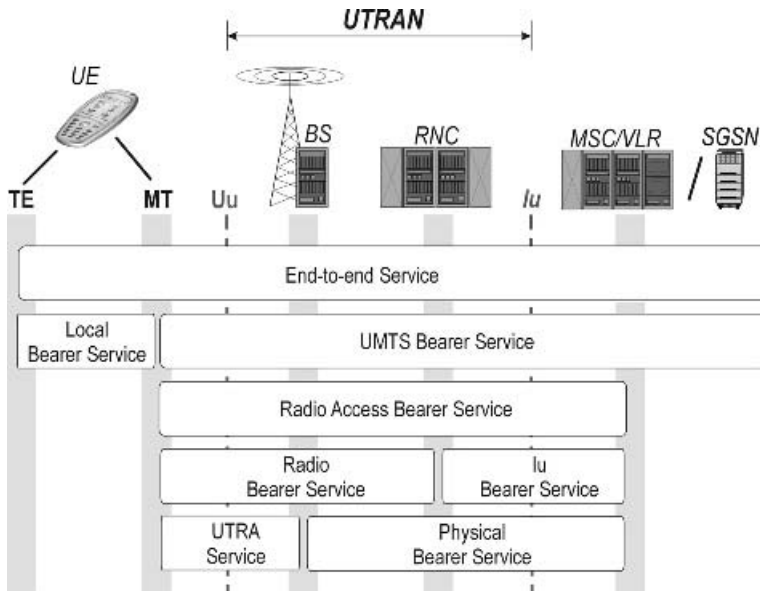 UTRAN
UE
BS
RNC
MSC/VLR
SGSN
TE
MT
Uu
Iu
End-to-end Service
Local
Bearer Service
UMTS Bearer Service
Radio Access Bearer Service
Radio
Bearer Service
Iu
Bearer Service
UTRA
Service
Physical
Bearer Service